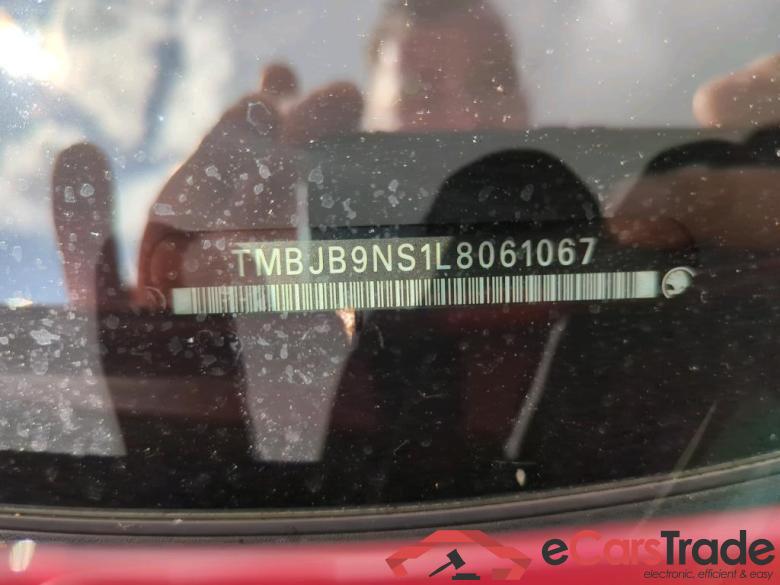 TMBJB9NS1L8061067
eCarsTrade
electronic, efficient & easy